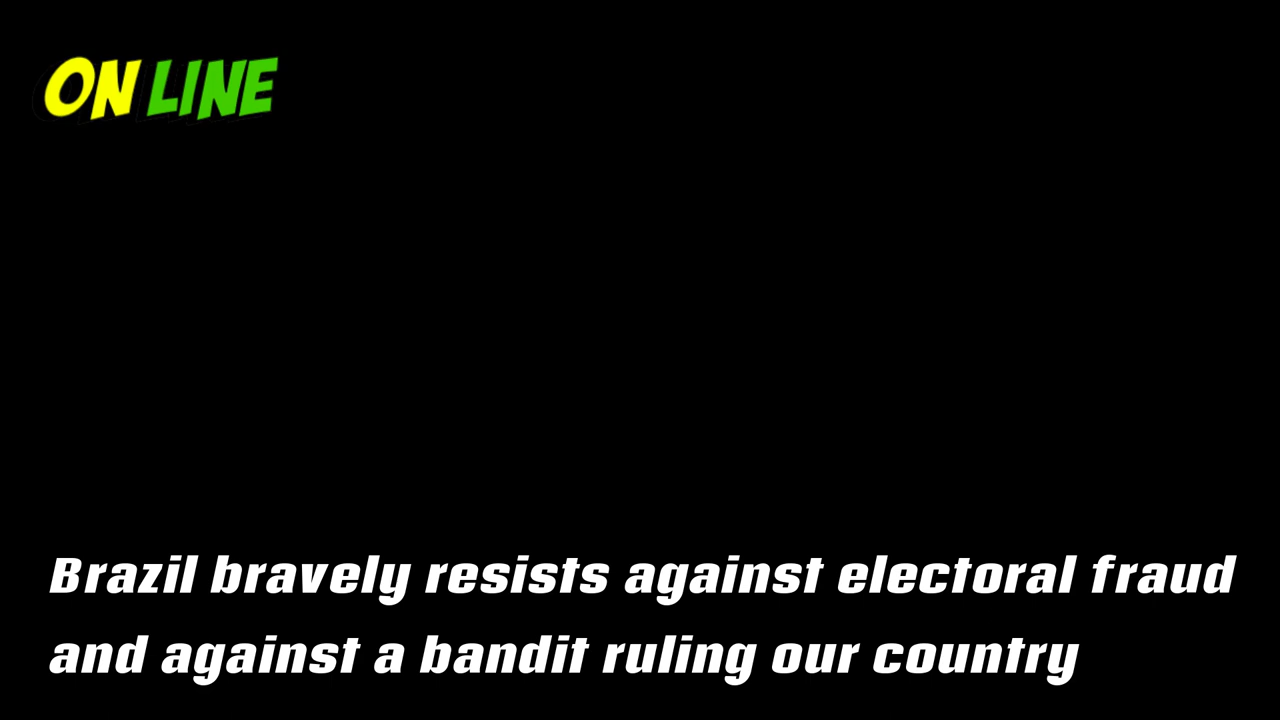 ON LINE
Brazil bravely resists against electoral fraud
and against a bandit ruling our country